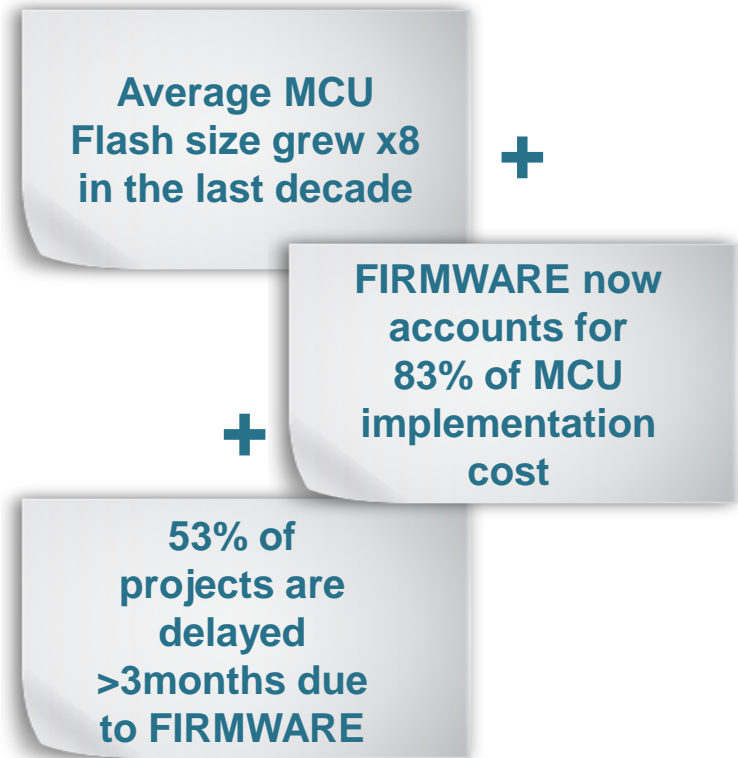 Average MCU
Flash size grew x8
in the last decade
+
FIRMWARE now
accounts for
83% of MCU
implementation
cost
+
53% of
projects are
delayed
>3months due
to FIRMWARE